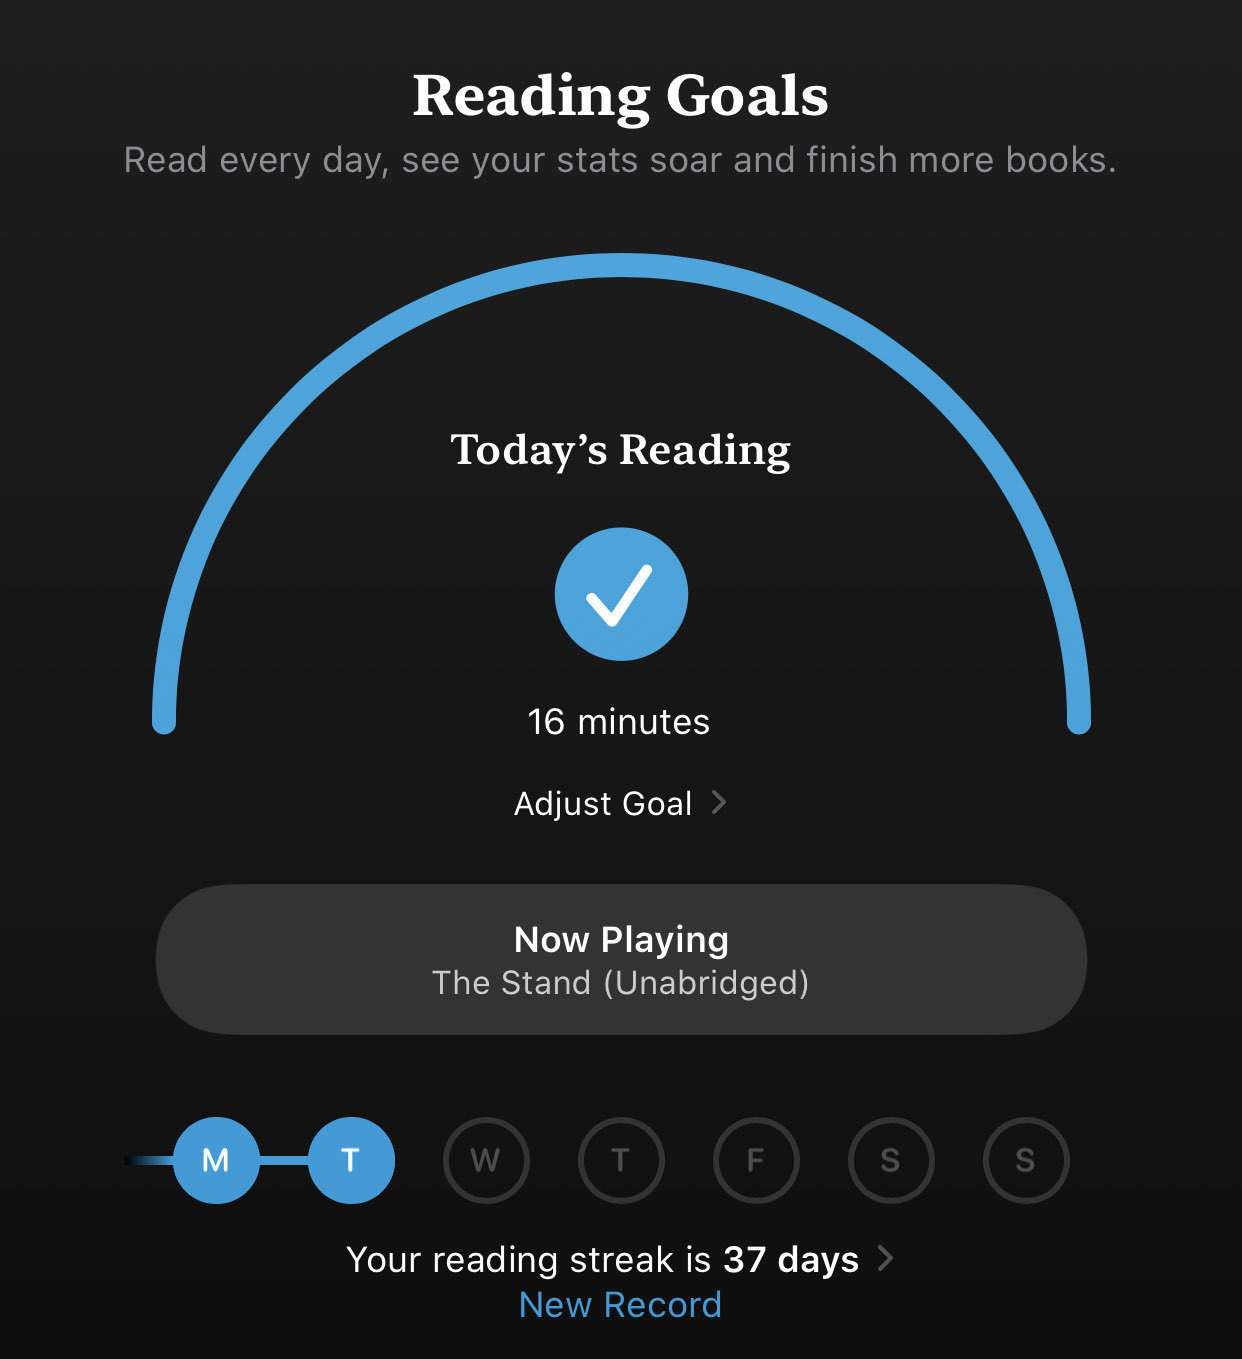 Reading Goals
Read every day, see your stats soar and finish more books.
Today’s Reading
16 minutes
Adjust Goal
Now Playing
The Stand (Unabridged)
M T W T F S S
Your reading streak is 37 days
New Record